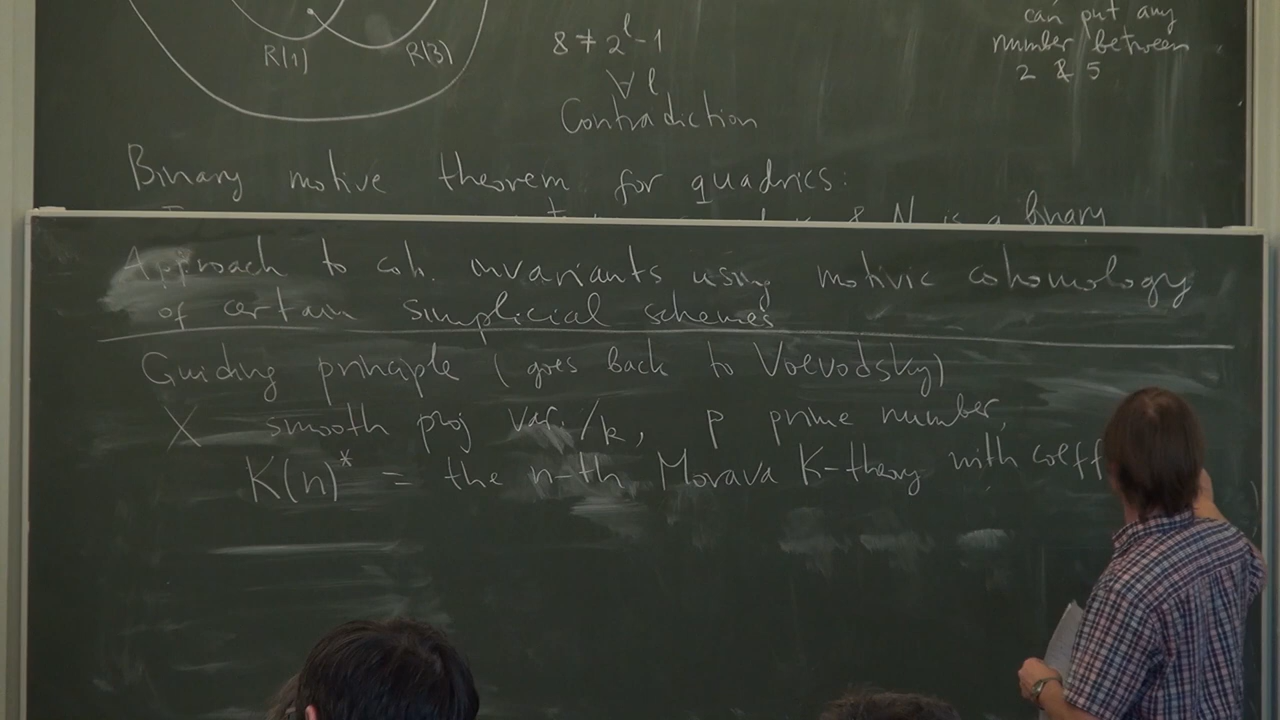 R(1)
R(3)
8 ≠ 2^l - 1
∀ l
Contradiction
can put any
number between
2 & 5
Binary motive theorem for quadrics:
& N is a binary
Approach to coh. invariants using motivic cohomology
of certain simplicial schemes
Guiding principle (goes back to Voevodsky)
X smooth proj var./k, p prime number,
K(n)* = the n-th Morava K-theory with coeff